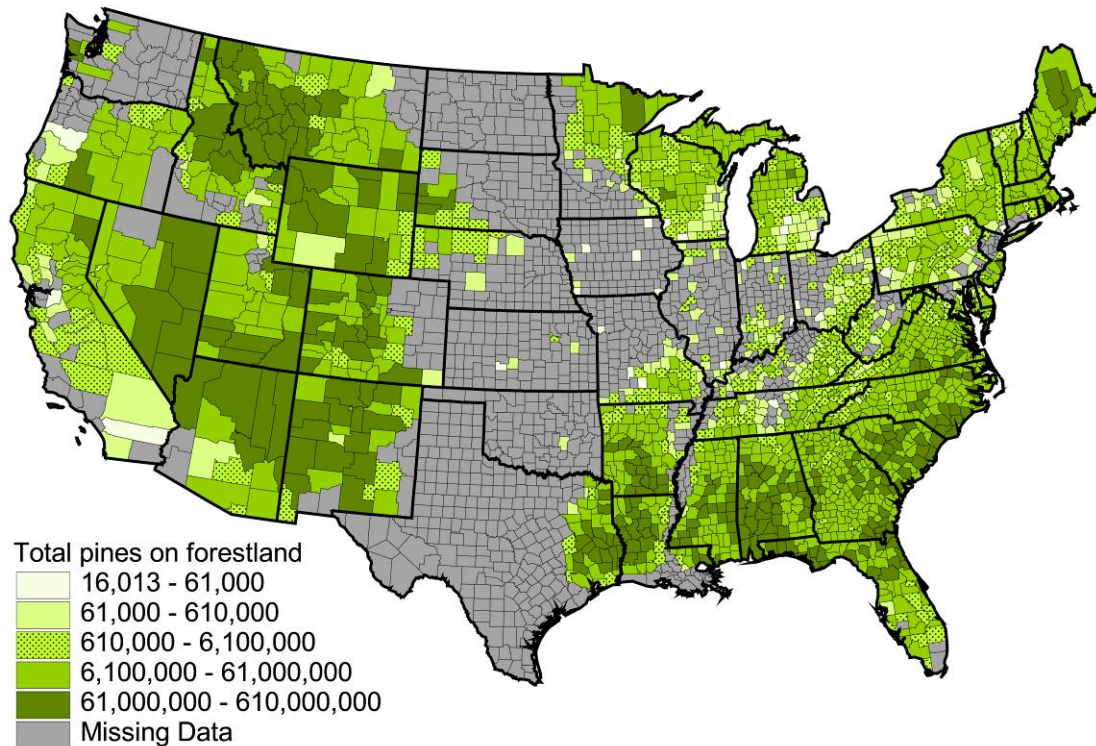 Total pines on forestland
16,013 - 61,000
61,000 - 610,000
610,000 - 6,100,000
6,100,000 - 61,000,000
61,000,000 - 610,000,000
Missing Data